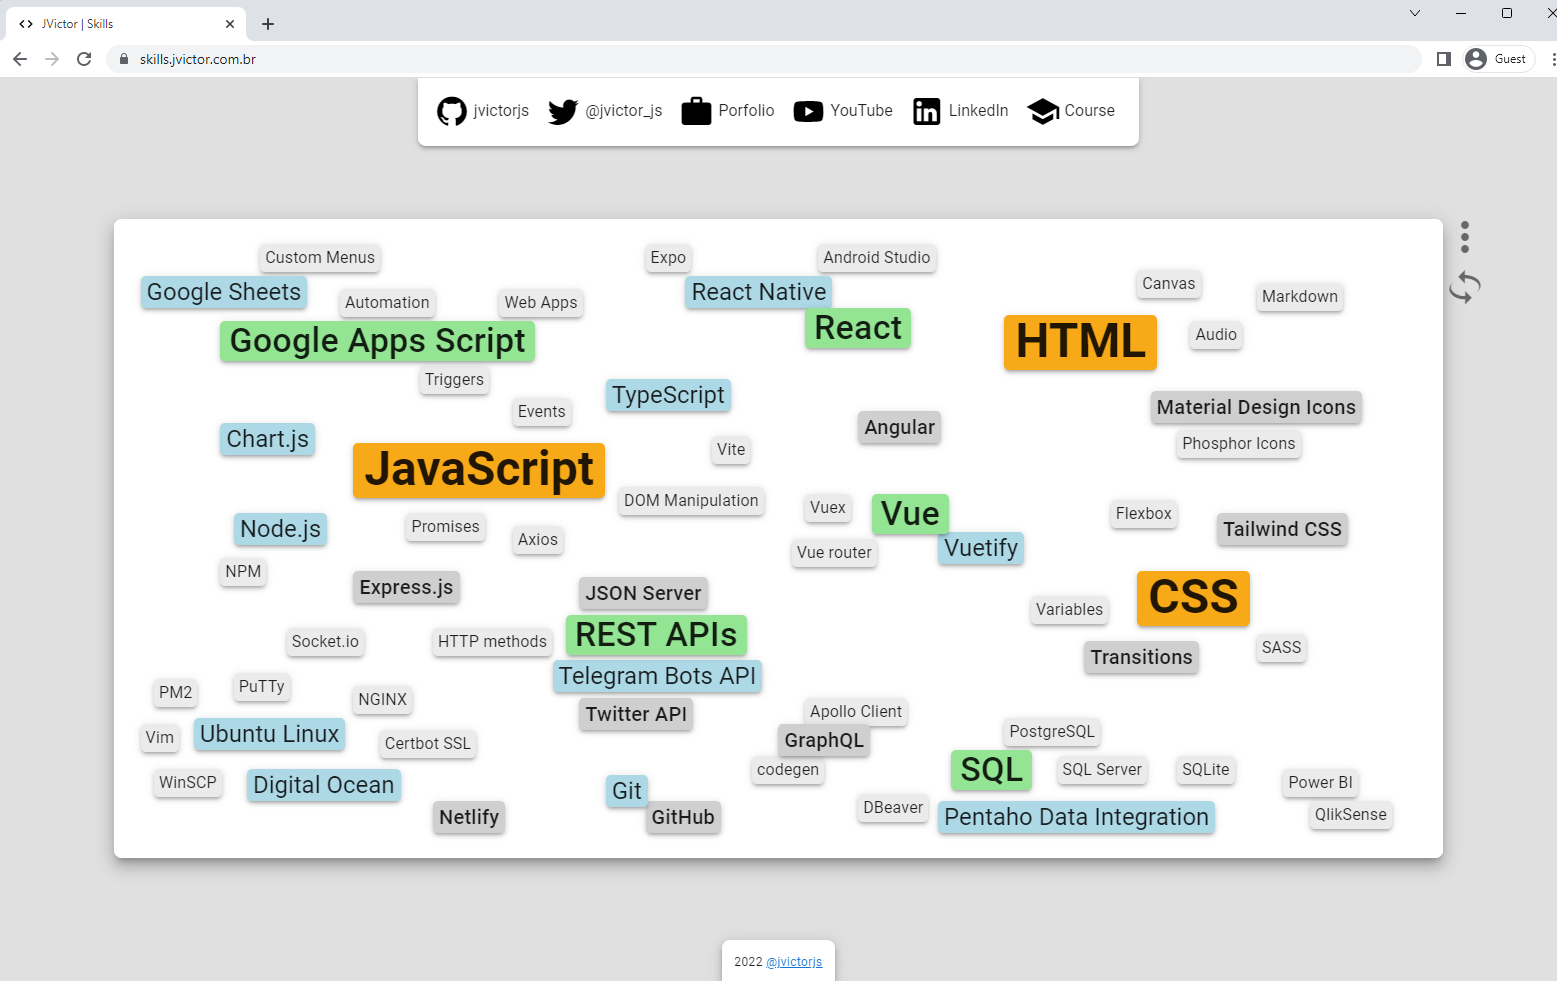 JVictor | Skills
skills.jvictor.com.br
Guest
jvictorjs
@jvictor_js
Porfolio
YouTube
LinkedIn
Course
Custom Menus
Expo
Android Studio
Google Sheets
Automation
Web Apps
React Native
Canvas
Markdown
Google Apps Script
React
HTML
Audio
Triggers
Events
TypeScript
Angular
Material Design Icons
Phosphor Icons
Chart.js
JavaScript
Vite
DOM Manipulation
Vuex
Vue
Flexbox
Tailwind CSS
Node.js
Promises
Axios
Vue router
Vuetify
NPM
Express.js
JSON Server
Variables
CSS
Socket.io
HTTP methods
REST APIs
Transitions
SASS
Telegram Bots API
PM2
PuTTy
NGINX
Twitter API
Apollo Client
Vim
Ubuntu Linux
Certbot SSL
GraphQL
PostgreSQL
codegen
SQL
SQL Server
SQLite
WinSCP
Digital Ocean
Git
Power BI
Netlify
GitHub
DBeaver
Pentaho Data Integration
QlikSense
2022 @jvictorjs